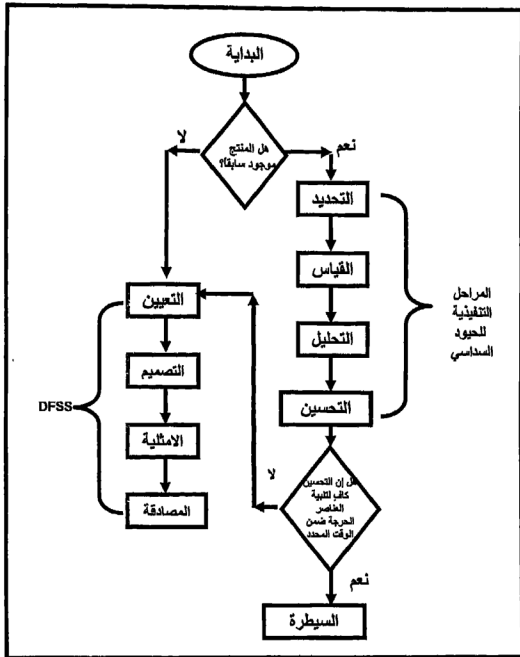 البداية
هل المنتج
موجود سابقاً؟
نعم
لا
التحديد
القياس
التحليل
التحسين
المراحل
التنفيذية
للحيود
السداسي
هل إن التحسين
كافٍ لتلبية
العناصر
الحرجة ضمن
الوقت المحدد
نعم
لا
السيطرة
التعيين
التصميم
الامثلية
المصادقة
DFSS